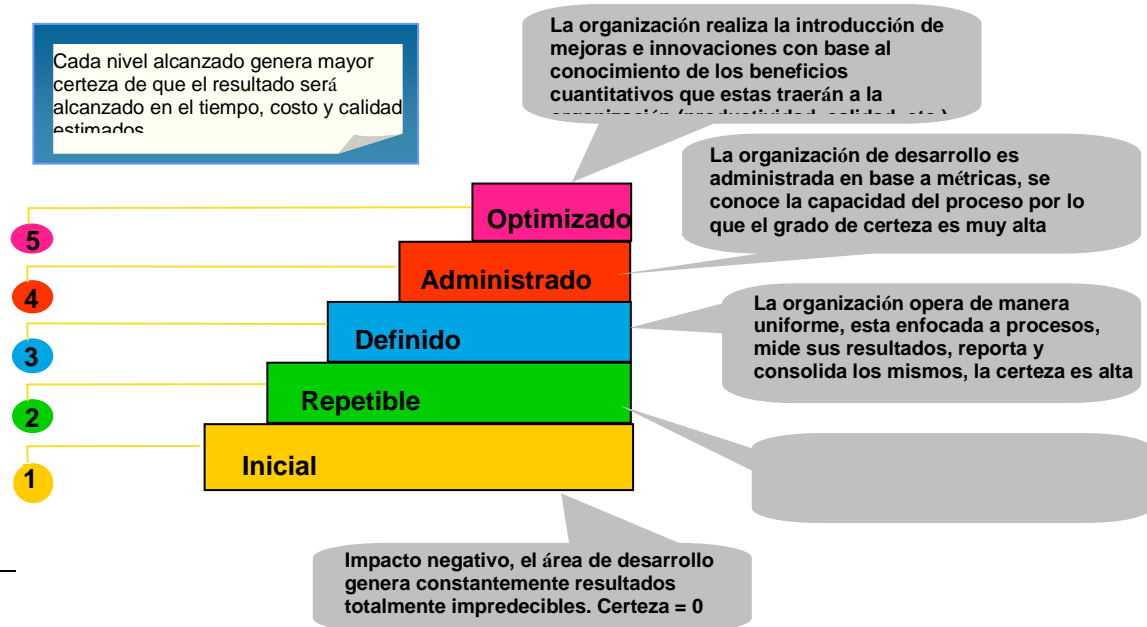 Cada nivel alcanzado genera mayor
certeza de que el resultado será
alcanzado en el tiempo, costo y calidad
estimados
La organización realiza la introducción de
mejoras e innovaciones con base al
conocimiento de los beneficios
cuantitativos que estas traerán a la
organización (productividad, calidad, etc.)
La organización de desarrollo es
administrada en base a métricas, se
conoce la capacidad del proceso por lo
que el grado de certeza es muy alta
5
Optimizado
4
Administrado
La organización opera de manera
uniforme, esta enfocada a procesos,
mide sus resultados, reporta y
consolida los mismos, la certeza es alta
3
Definido
2
Repetible
1
Inicial
Impacto negativo, el área de desarrollo
genera constantemente resultados
totalmente impredecibles. Certeza = 0